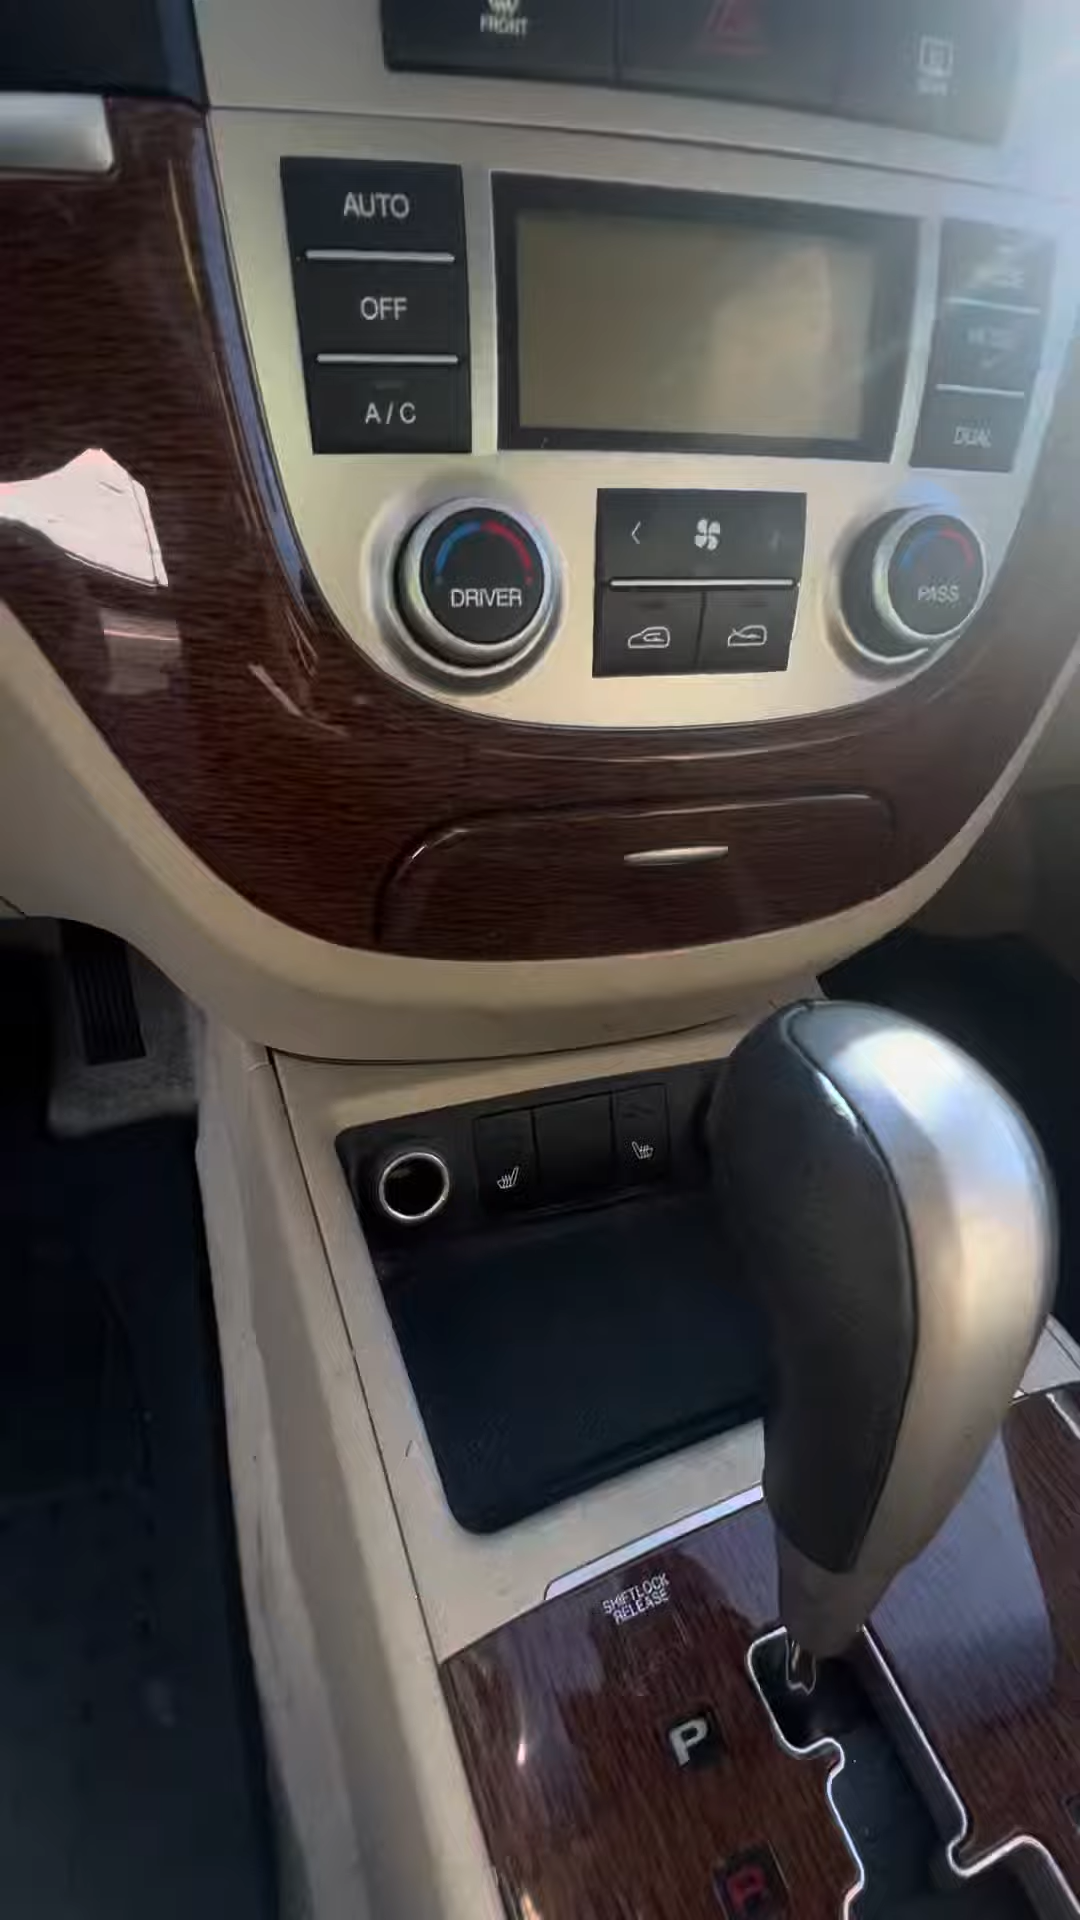 FRONT
AUTO
OFF
A / C
DUAL
DRIVER
PASS
SHIFTLOCK
RELEASE
P
R